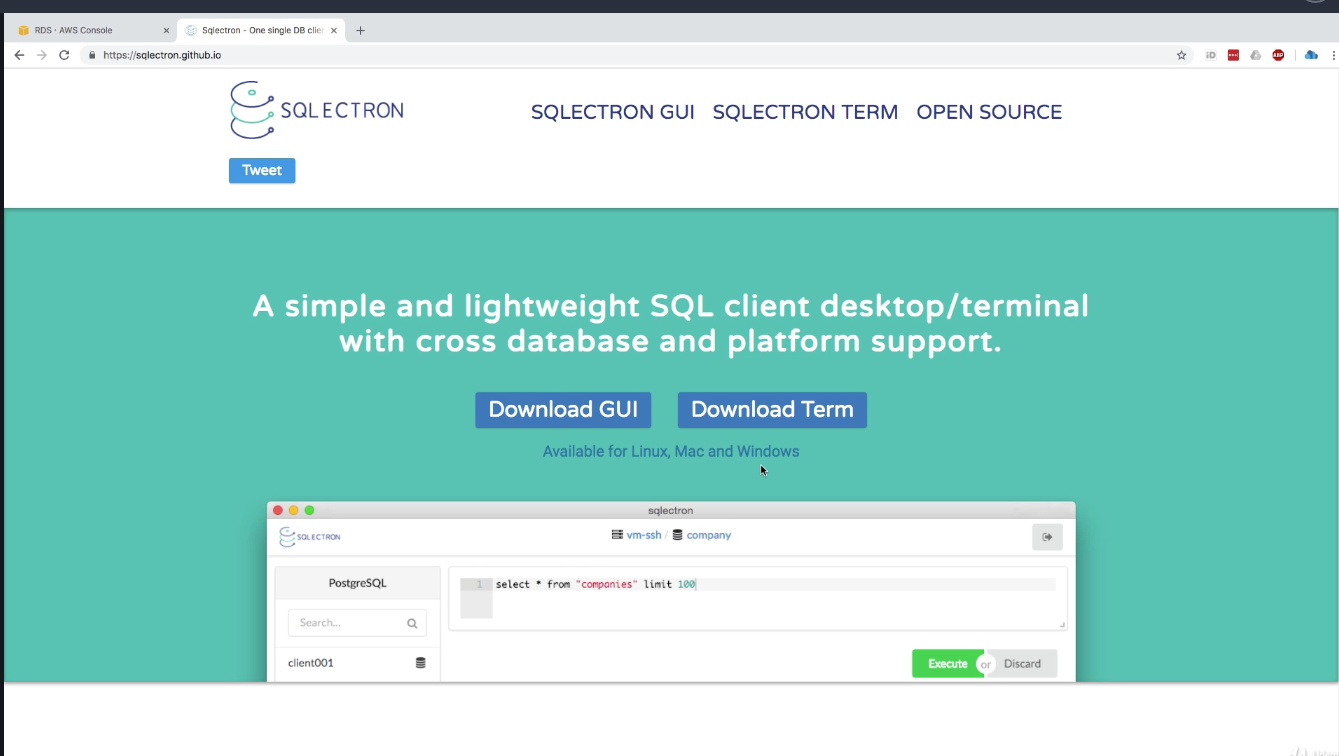 RDS · AWS Console
Sqlectron - One single DB clie
https://sqlectron.github.io
SQLECTRON
SQLECTRON GUI SQLECTRON TERM OPEN SOURCE
Tweet
A simple and lightweight SQL client desktop/terminal
with cross database and platform support.
Download GUI Download Term
Available for Linux, Mac and Windows
sqlectron
SQLECTRON
vm-ssh / company
PostgreSQL
1 select * from "companies" limit 100
Search...
client001
Execute or Discard